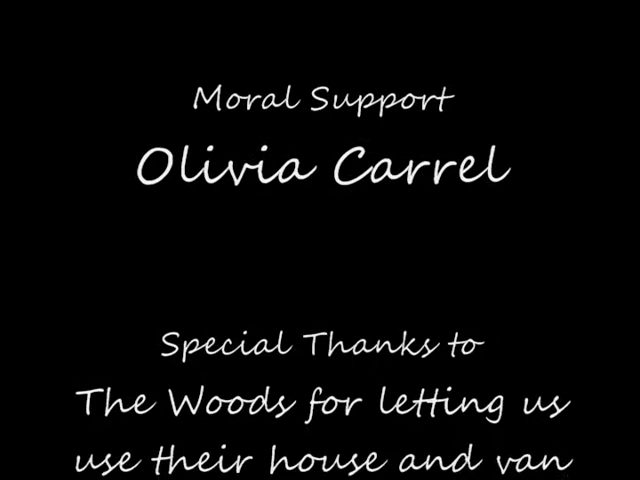 Moral Support
Olivia Carrel
Special Thanks to
The Woods for letting us
use their house and van